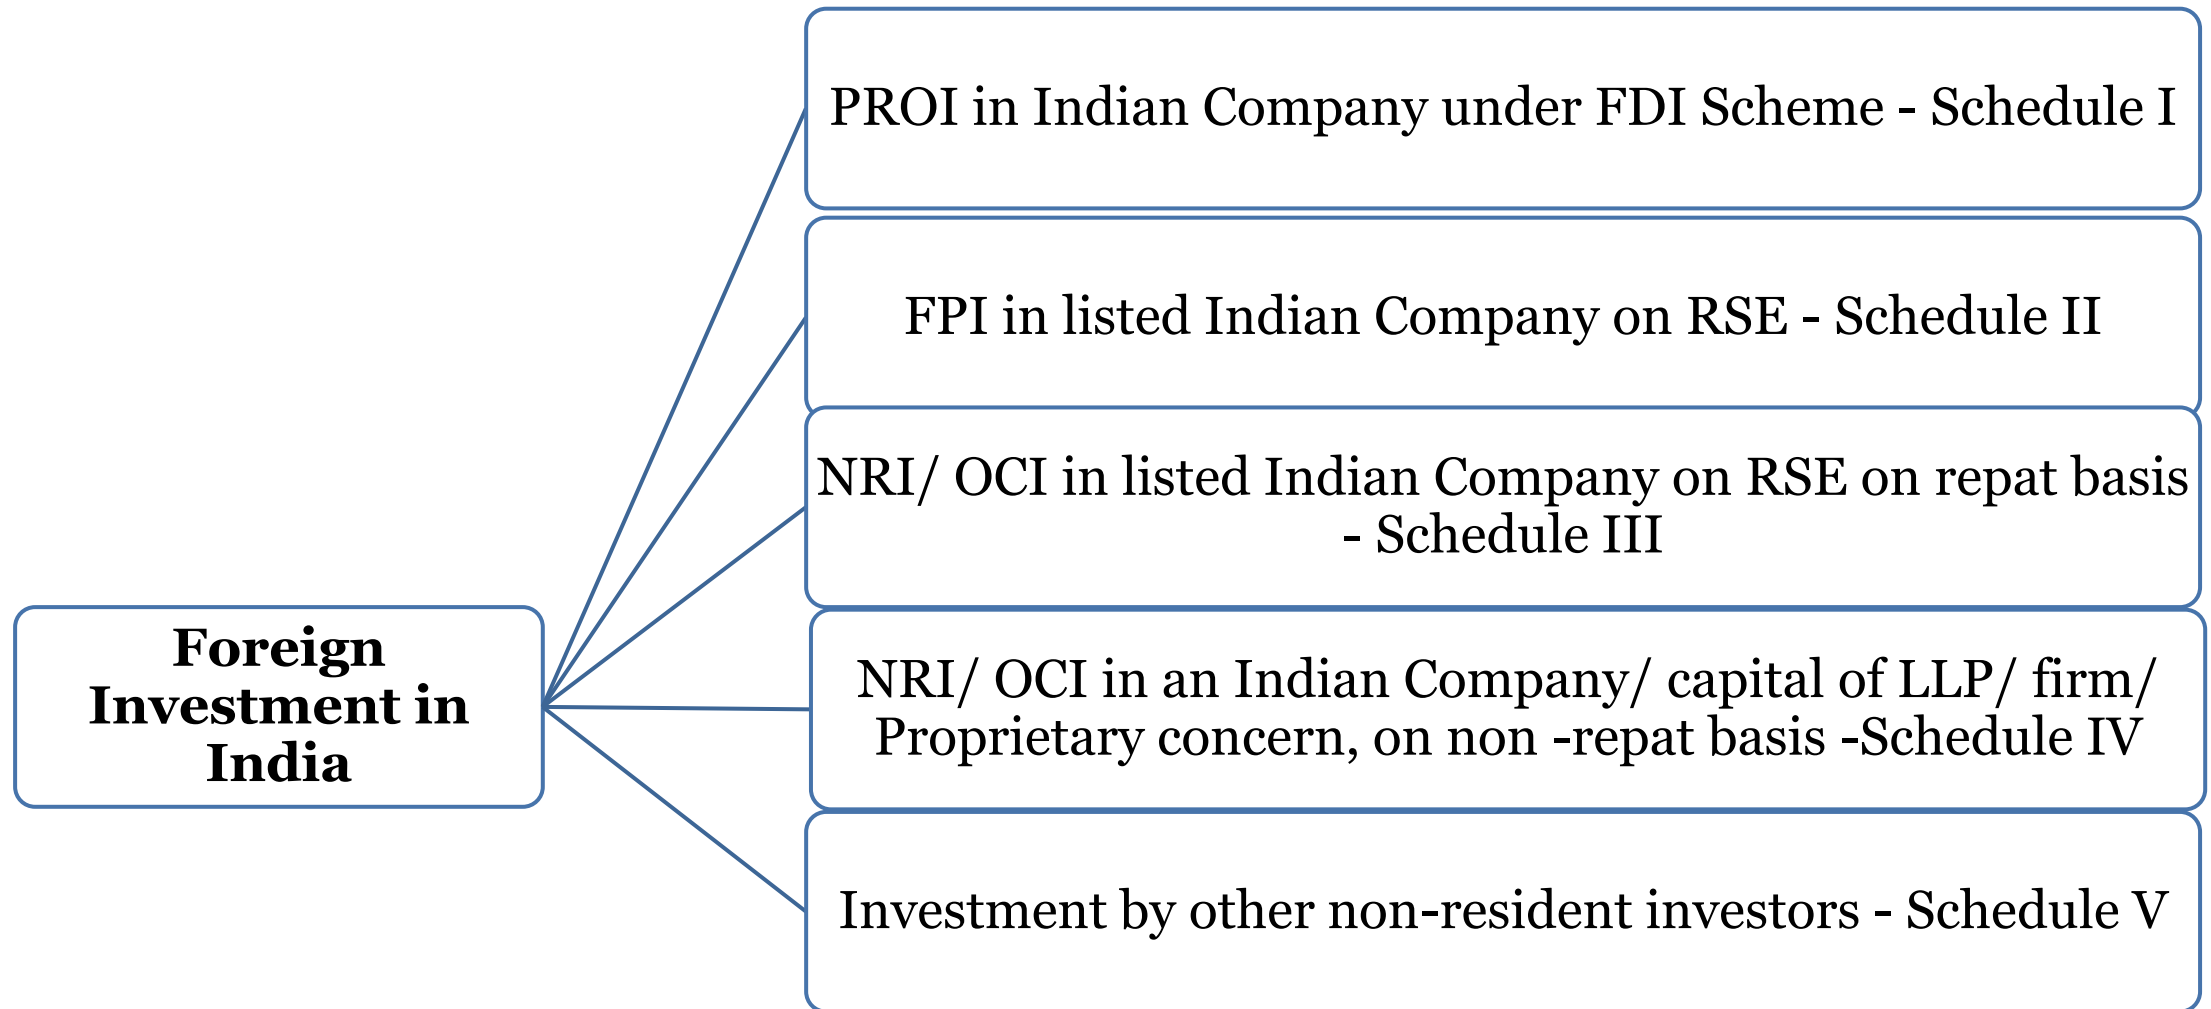 PROI in Indian Company under FDI Scheme - Schedule I
FPI in listed Indian Company on RSE - Schedule II
NRI/ OCI in listed Indian Company on RSE on repat basis
- Schedule III
Foreign
Investment in
India
NRI/ OCI in an Indian Company/ capital of LLP/ firm/
Proprietary concern, on non -repat basis -Schedule IV
Investment by other non-resident investors - Schedule V